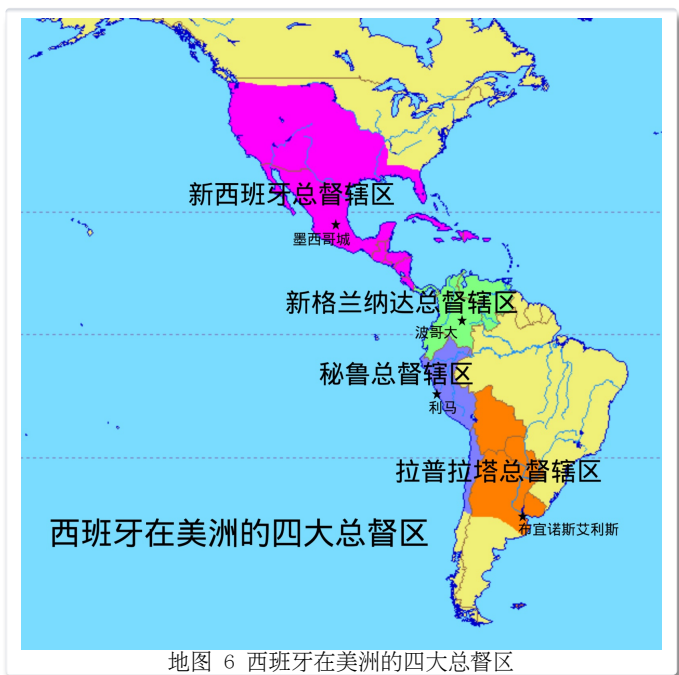 新西班牙总督辖区
墨西哥城
新格兰纳达总督辖区
波哥大
秘鲁总督辖区
利马
拉普拉塔总督辖区
布宜诺斯艾利斯
西班牙在美洲的四大总督区
地图 6 西班牙在美洲的四大总督区